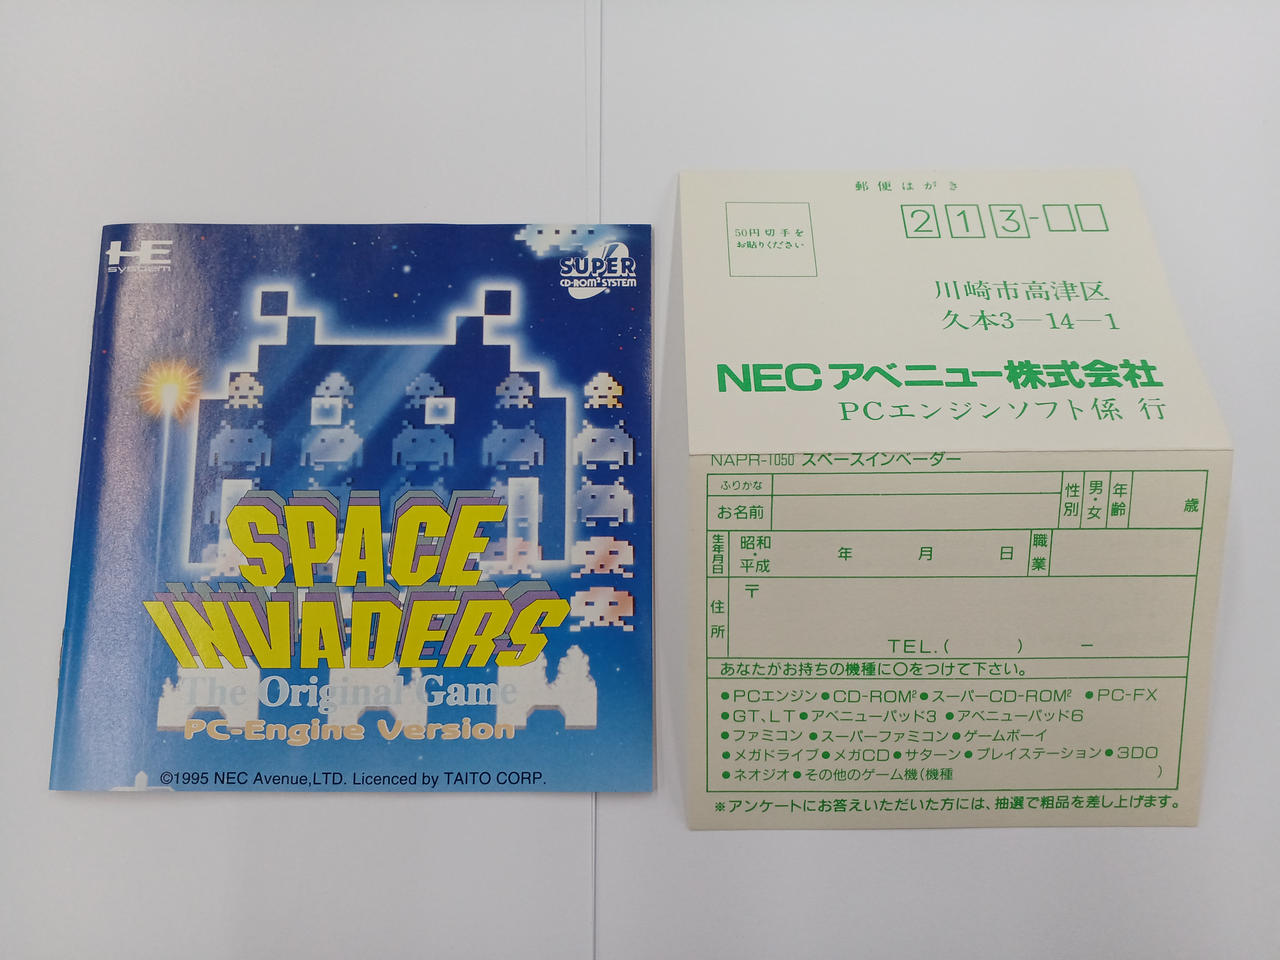 HE
system
SUPER
CD-ROM² SYSTEM
SPACE
INVADERS
The Original Game
PC-Engine Version
©1995 NEC Avenue,LTD. Licenced by TAITO CORP.
郵便はがき
50円切手を
お貼りください
213-
川崎市高津区
久本3-14-1
NECアベニュー株式会社
PCエンジンソフト係 行
NAPR-1050 スペースインベーダー
ふりかな
お名前
性別
男・女
年齢
歳
生年月日
昭和・平成
年 月 日
職業
住所
〒
TEL.( ) -
あなたがお持ちの機種に○をつけて下さい。
●PCエンジン●CD-ROM²●スーパーCD-ROM² ●PC-FX
●GT、LT●アベニューパッド3 ●アベニューパッド6
●ファミコン ●スーパーファミコン●ゲームボーイ
●メガドライブ●メガCD●サターン●プレイステーション●3DO
●ネオジオ●その他のゲーム機(機種 )
※アンケートにお答えいただいた方には、抽選で粗品を差し上げます。